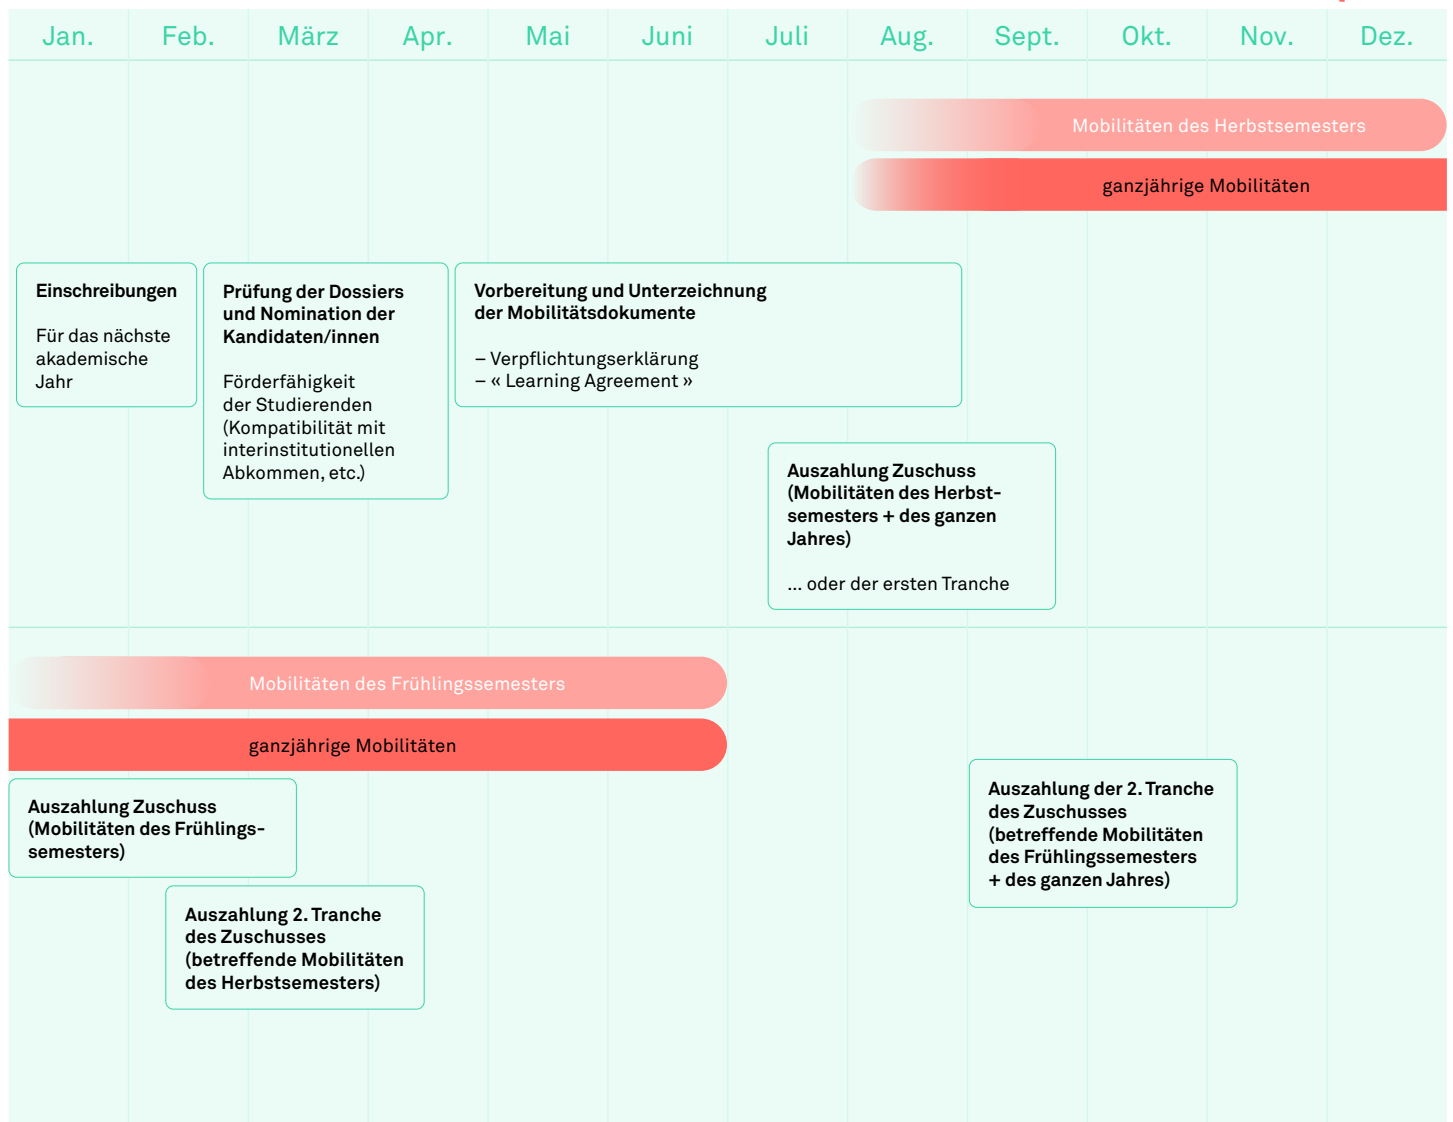 Jan. Feb. März Apr. Mai Juni Juli Aug. Sept. Okt. Nov. Dez.
Mobilitäten des Herbstsemesters
ganzjährige Mobilitäten
Einschreibungen
Für das nächste
akademische
Jahr
Prüfung der Dossiers
und Nomination der
Kandidaten/innen
Förderfähigkeit
der Studierenden
(Kompatibilität mit
interinstitutionellen
Abkommen, etc.)
Vorbereitung und Unterzeichnung
der Mobilitätsdokumente
– Verpflichtungserklärung
– « Learning Agreement »
Auszahlung Zuschuss
(Mobilitäten des Herbst-
semesters + des ganzen
Jahres)
... oder der ersten Tranche
Mobilitäten des Frühlingssemesters
ganzjährige Mobilitäten
Auszahlung Zuschuss
(Mobilitäten des Frühlings-
semesters)
Auszahlung 2. Tranche
des Zuschusses
(betreffende Mobilitäten
des Herbstsemesters)
Auszahlung der 2. Tranche
des Zuschusses
(betreffende Mobilitäten
des Frühlingssemesters
+ des ganzen Jahres)